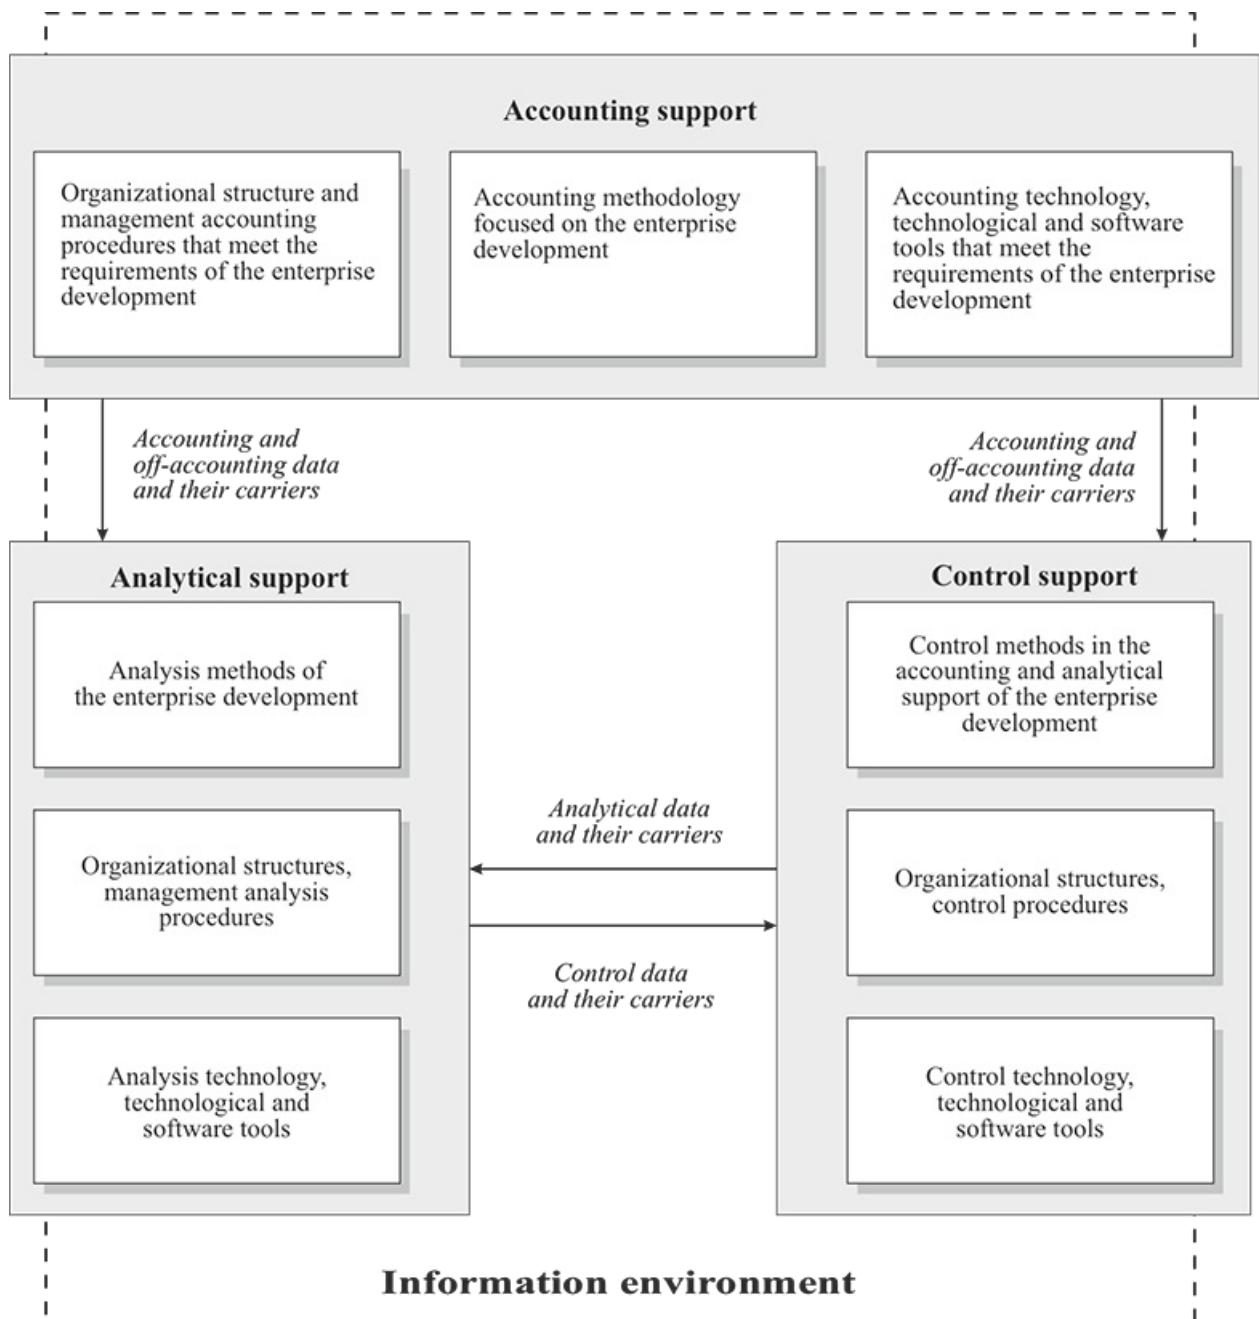 Accounting support
Organizational structure and
management accounting
procedures that meet the
requirements of the enterprise
development
Accounting methodology
focused on the enterprise
development
Accounting technology,
technological and software
tools that meet the
requirements of the enterprise
development
Accounting and
off-accounting data
and their carriers
Accounting and
off-accounting data
and their carriers
Analytical support
Analysis methods of
the enterprise development
Organizational structures,
management analysis
procedures
Analysis technology,
technological and
software tools
Analytical data
and their carriers
Control data
and their carriers
Control support
Control methods in the
accounting and analytical
support of the enterprise
development
Organizational structures,
control procedures
Control technology,
technological and
software tools
Information environment